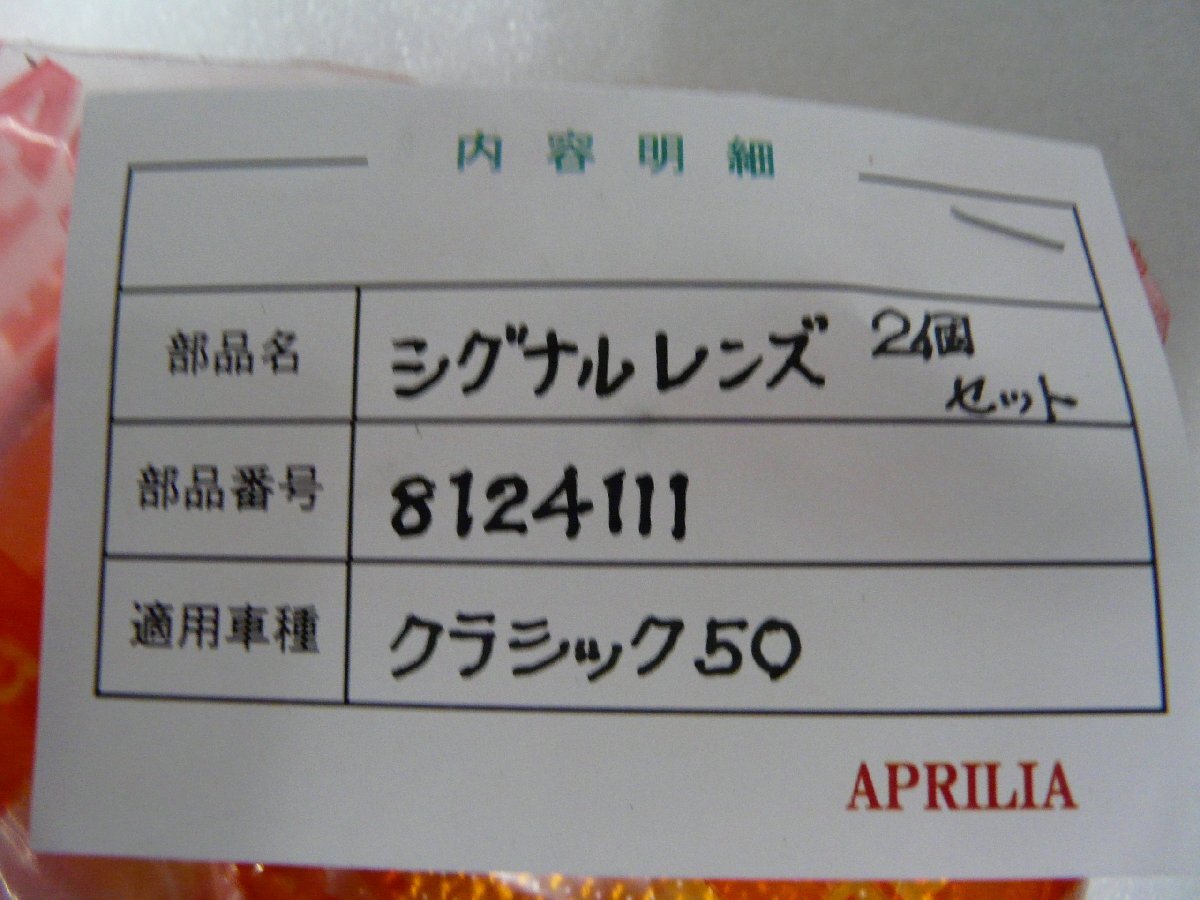 内容明細
部品名 シグナルレンズ 2個
セット
部品番号 8124111
適用車種 クラシック50
APRILIA